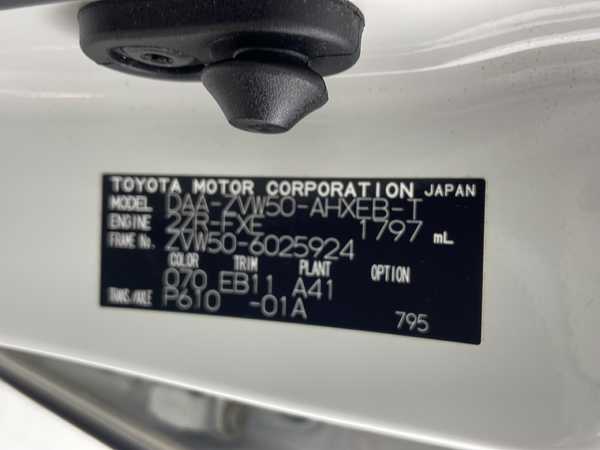 TOYOTA MOTOR CORPORATION JAPAN
MODEL DAA-ZVW50-AHXEB-T
ENGINE 2ZR-FXE 1797 mL
FRAME No. ZVW50-6025924
COLOR TRIM PLANT OPTION
070 EB11 A41
TRANS./AXLE P610 -01A
795